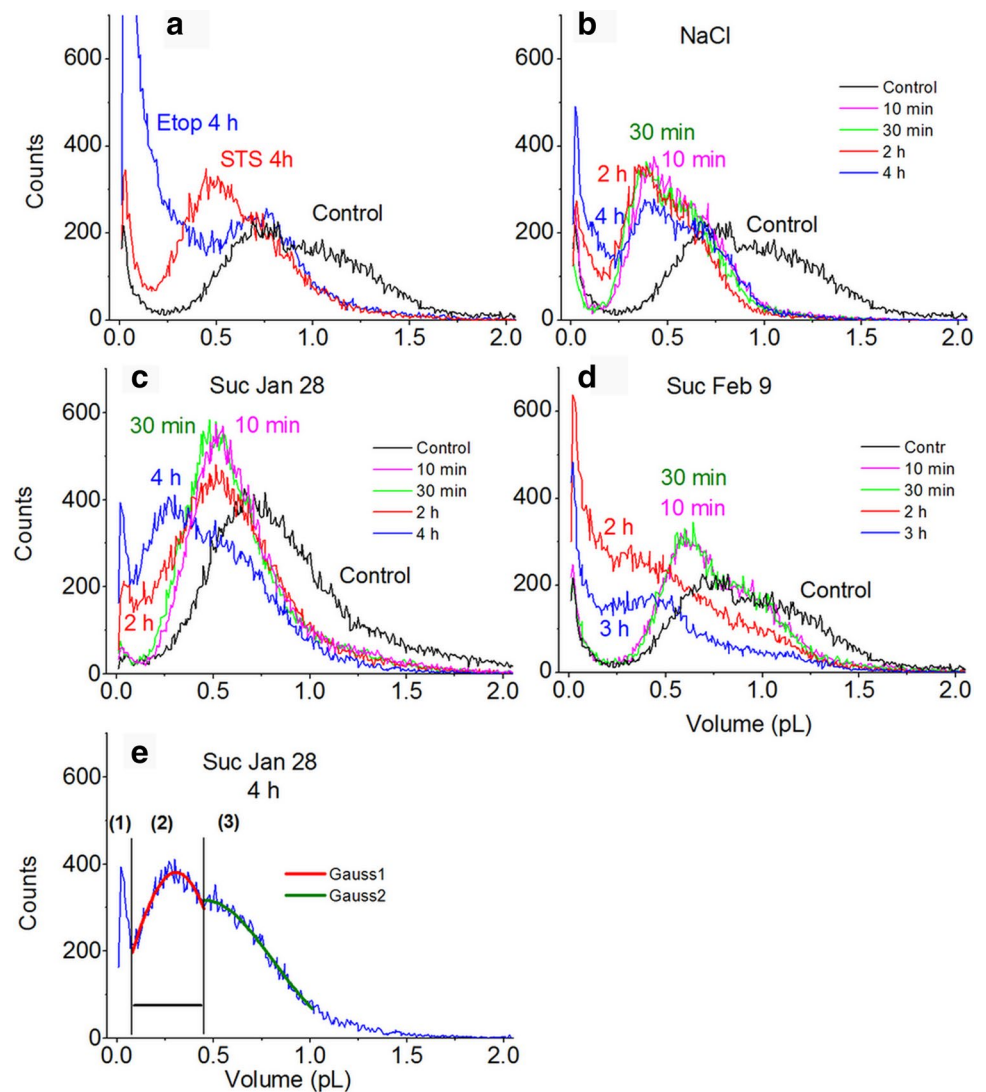 a
Counts
600
400
200
0
Etop 4 h
STS 4h
Control
0.0 0.5 1.0 1.5 2.0
b
NaCl
600
400
200
0
30 min
10 min
2 h
4 h
Control
Control
10 min
30 min
2 h
4 h
0.0 0.5 1.0 1.5 2.0
c
Suc Jan 28
Counts
600
400
200
0
30 min 10 min
4 h
2 h
Control
Control
10 min
30 min
2 h
4 h
0.0 0.5 1.0 1.5 2.0
d
Suc Feb 9
600
400
200
0
30 min
10 min
2 h
3 h
Control
Contr
10 min
30 min
2 h
3 h
0.0 0.5 1.0 1.5 2.0
Volume (pL)
e
Suc Jan 28
4 h
Counts
600
400
200
0
(1) (2) (3)
Gauss1
Gauss2
0.0 0.5 1.0 1.5 2.0
Volume (pL)